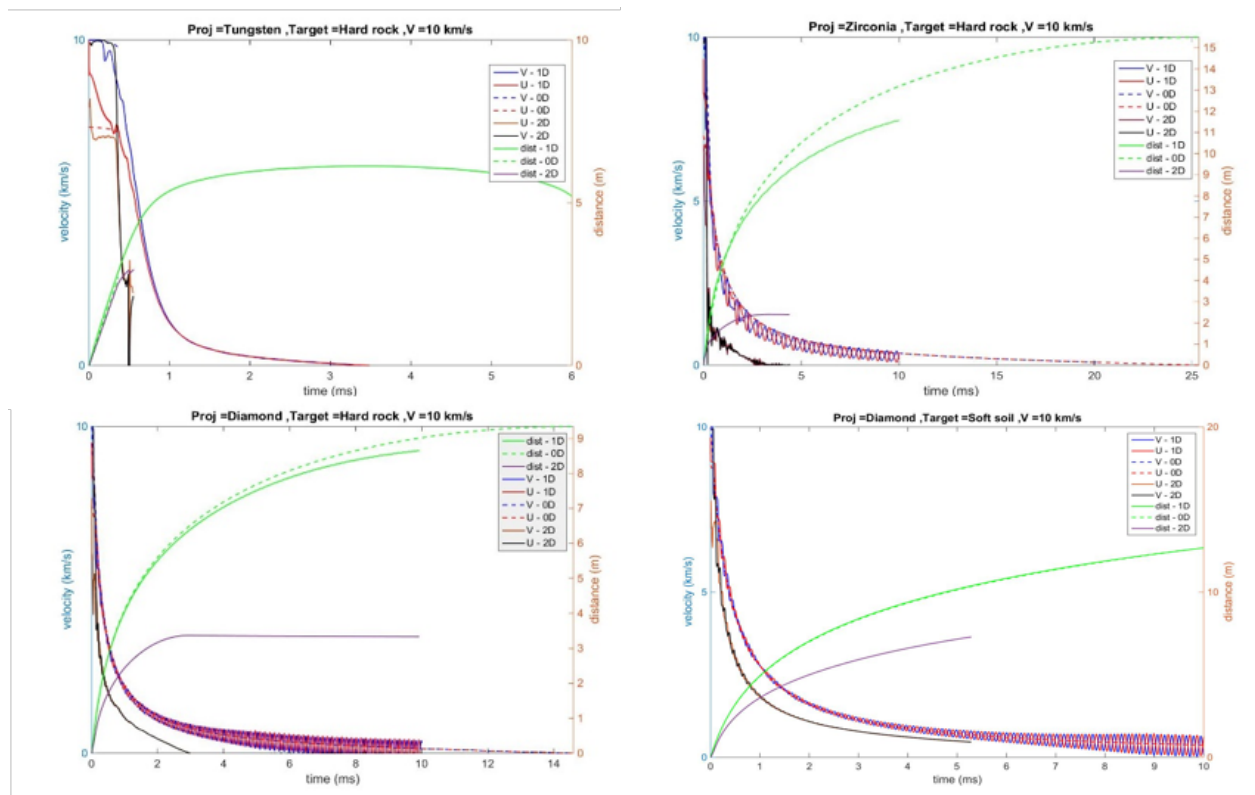 Proj =Tungsten ,Target =Hard rock ,V =10 km/s
10
5
0
velocity (km/s)
V - 1D
U - 1D
V - 0D
U - 0D
U - 2D
V - 2D
dist - 1D
dist - 0D
dist - 2D
10
5
0
distance (m)
0 1 2 3 4 5 6
time (ms)
Proj =Zirconia ,Target =Hard rock ,V =10 km/s
10
5
0
velocity (km/s)
V - 1D
U - 1D
V - 0D
U - 0D
V - 2D
U - 2D
dist - 1D
dist - 0D
dist - 2D
15
14
13
12
11
10
9
8
7
6
5
4
3
2
1
0
distance (m)
0 5 10 15 20 25
time (ms)
Proj =Diamond ,Target =Hard rock ,V =10 km/s
10
5
0
velocity (km/s)
dist - 1D
dist - 0D
dist - 2D
V - 1D
U - 1D
V - 0D
U - 0D
V - 2D
U - 2D
9
8
7
6
5
4
3
2
1
0
distance (m)
0 2 4 6 8 10 12 14
time (ms)
Proj =Diamond ,Target =Soft soil ,V =10 km/s
10
5
0
velocity (km/s)
V - 1D
U - 1D
V - 0D
U - 0D
U - 2D
V - 2D
dist - 1D
dist - 0D
dist - 2D
20
10
0
distance (m)
0 1 2 3 4 5 6 7 8 9 10
time (ms)